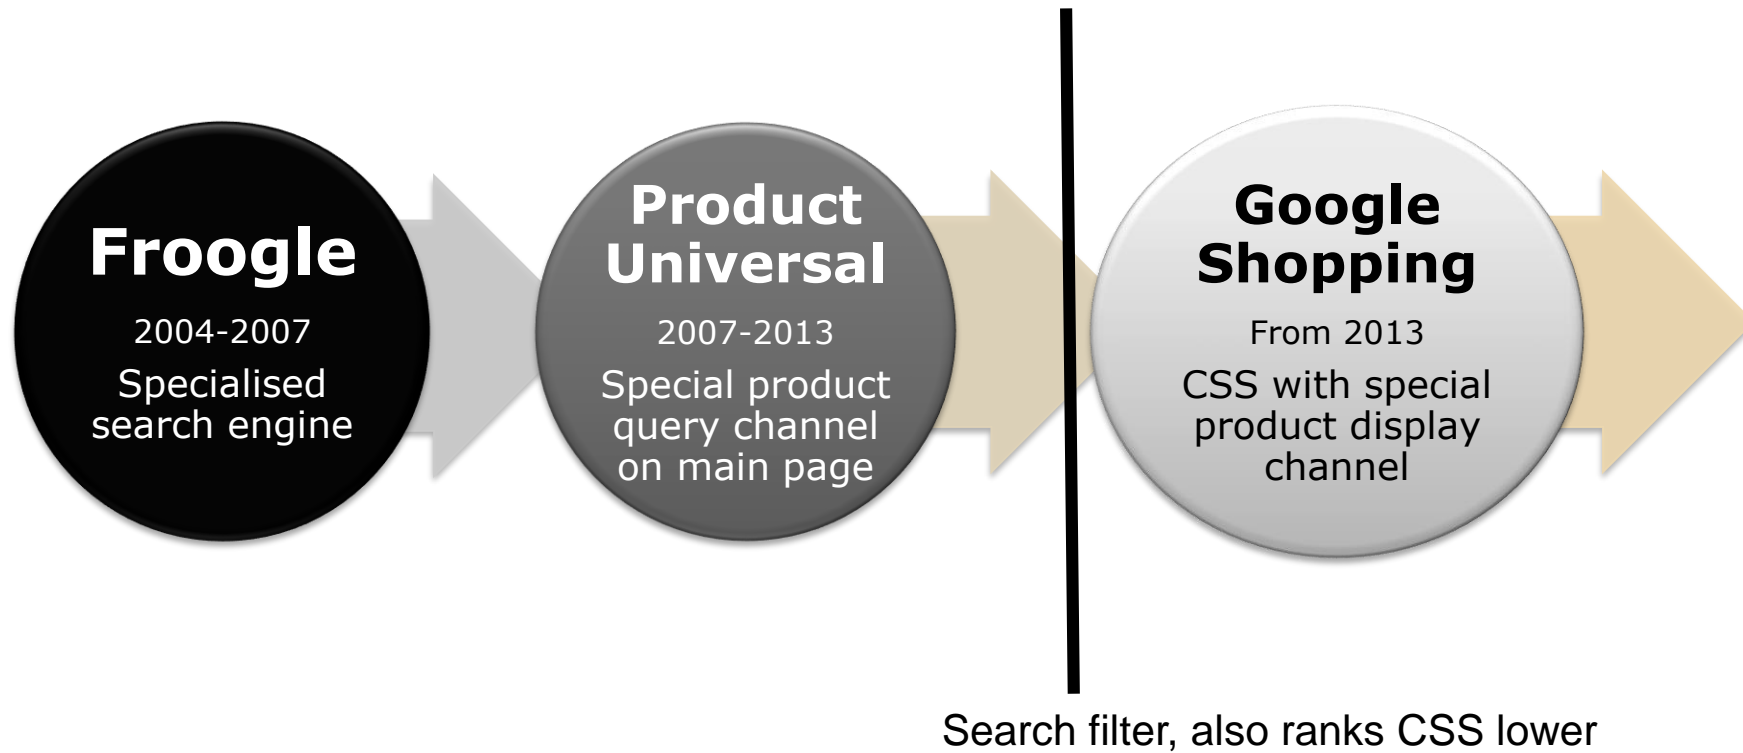 Froogle
2004-2007
Specialised
search engine
Product
Universal
2007-2013
Special product
query channel
on main page
Google
Shopping
From 2013
CSS with special
product display
channel
Search filter, also ranks CSS lower